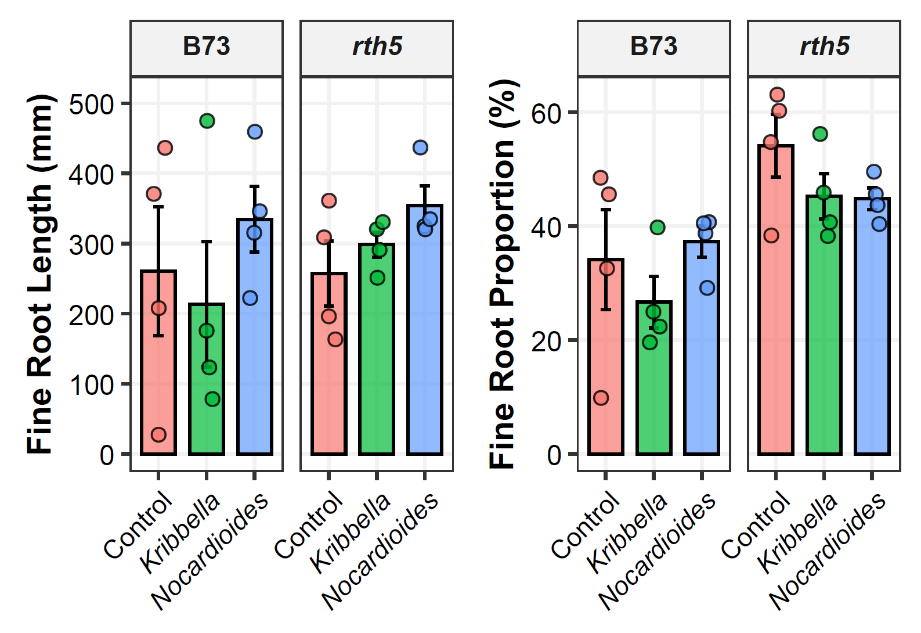 B73
rth5
Fine Root Length (mm)
500
400
300
200
100
0
Control
Kribbella
Nocardioides
Control
Kribbella
Nocardioides
B73
rth5
Fine Root Proportion (%)
60
40
20
0
Control
Kribbella
Nocardioides
Control
Kribbella
Nocardioides